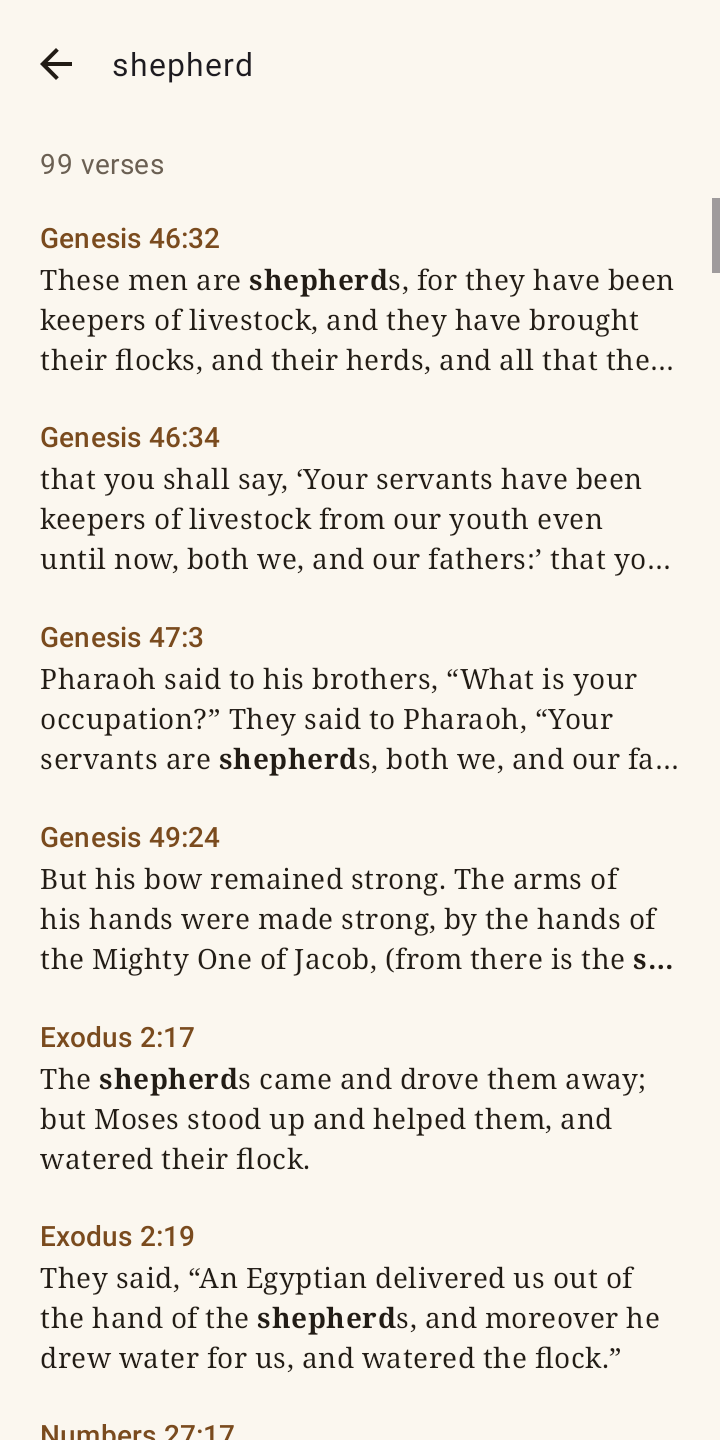 shepherd
99 verses
Genesis 46:32
These men are shepherds, for they have been
keepers of livestock, and they have brought
their flocks, and their herds, and all that the…
Genesis 46:34
that you shall say, ‘Your servants have been
keepers of livestock from our youth even
until now, both we, and our fathers:’ that yo…
Genesis 47:3
Pharaoh said to his brothers, “What is your
occupation?” They said to Pharaoh, “Your
servants are shepherds, both we, and our fa…
Genesis 49:24
But his bow remained strong. The arms of
his hands were made strong, by the hands of
the Mighty One of Jacob, (from there is the s…
Exodus 2:17
The shepherds came and drove them away;
but Moses stood up and helped them, and
watered their flock.
Exodus 2:19
They said, “An Egyptian delivered us out of
the hand of the shepherds, and moreover he
drew water for us, and watered the flock.”
Numbers 27:17